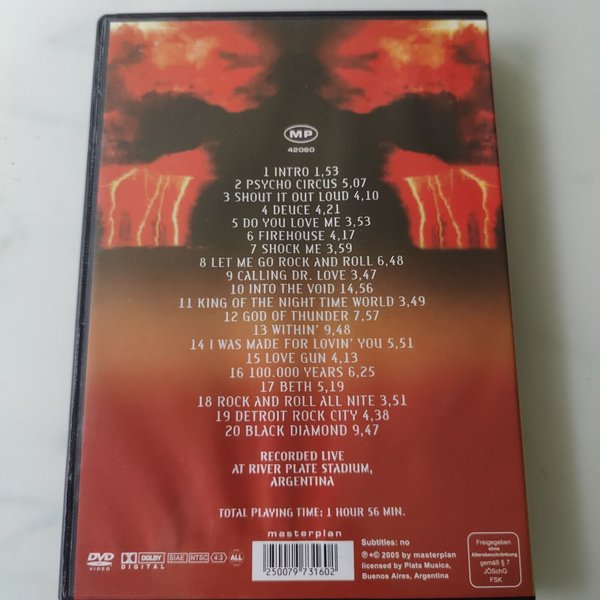 MP
42060
1 INTRO 1,53
2 PSYCHO CIRCUS 5,07
3 SHOUT IT OUT LOUD 4,10
4 DEUCE 4,21
5 DO YOU LOVE ME 3,53
6 FIREHOUSE 4,17
7 SHOCK ME 3,59
8 LET ME GO ROCK AND ROLL 6,48
9 CALLING DR. LOVE 3,47
10 INTO THE VOID 14,56
11 KING OF THE NIGHT TIME WORLD 3,49
12 GOD OF THUNDER 7,57
13 WITHIN' 9,48
14 I WAS MADE FOR LOVIN' YOU 5,51
15 LOVE GUN 4,13
16 100.000 YEARS 6,25
17 BETH 5,19
18 ROCK AND ROLL ALL NITE 3,51
19 DETROIT ROCK CITY 4,38
20 BLACK DIAMOND 9,47
RECORDED LIVE
AT RIVER PLATE STADIUM,
ARGENTINA
TOTAL PLAYING TIME: 1 HOUR 56 MIN.
masterplan
DVD
VIDEO
DOLBY
DIGITAL
SIAE
NTSC
4:3
ALL
250079 731602
Subtitles: no
℗+© 2005 by masterplan
licensed by Plata Musica,
Buenos Aires, Argentina
Freigegeben
ohne
Altersbeschränkung
gemäß § 7
JÖSchG
FSK